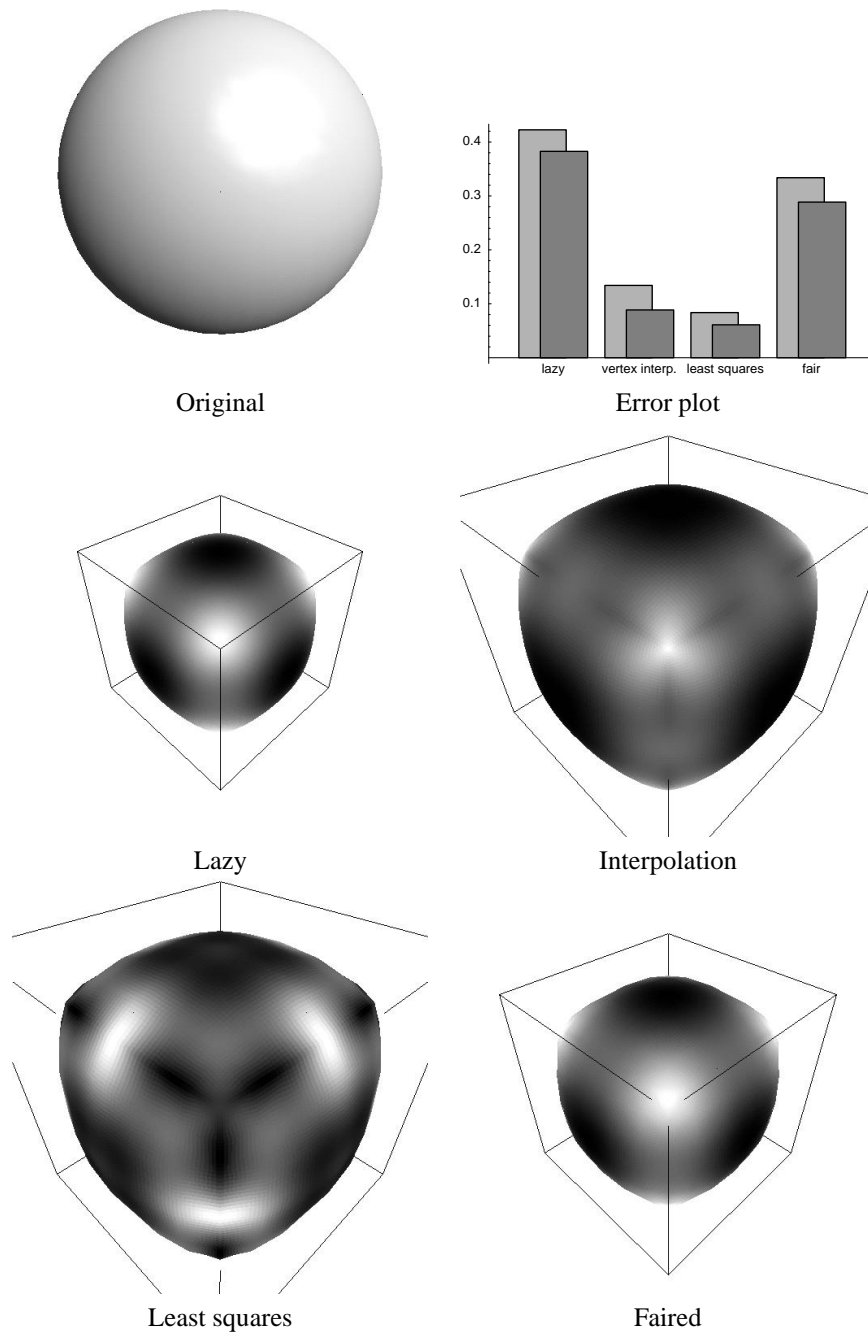 0.4
0.3
0.2
0.1
lazy vertex interp. least squares fair
Original
Error plot
Lazy
Interpolation
Least squares
Faired